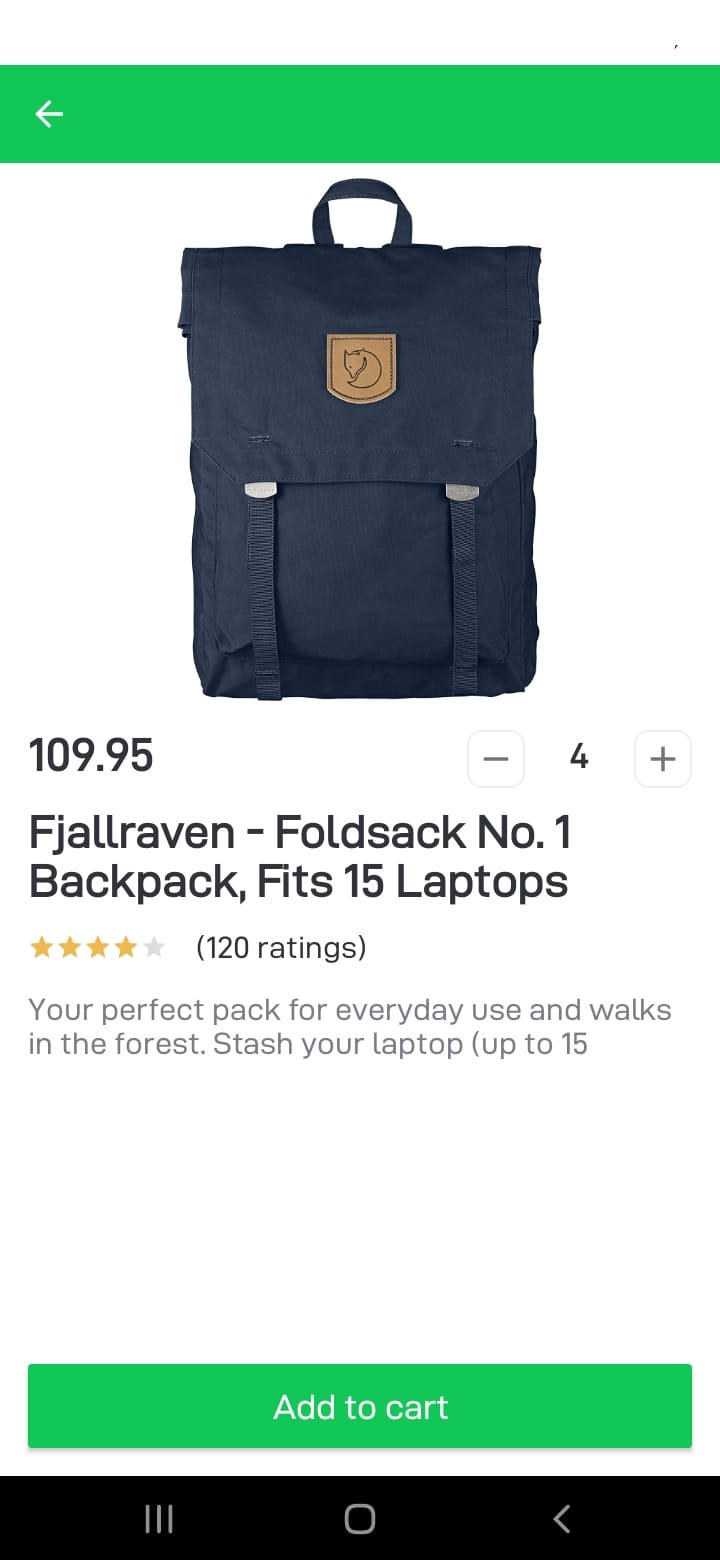 109.95
4
Fjallraven - Foldsack No. 1
Backpack, Fits 15 Laptops
(120 ratings)
Your perfect pack for everyday use and walks
in the forest. Stash your laptop (up to 15
Add to cart